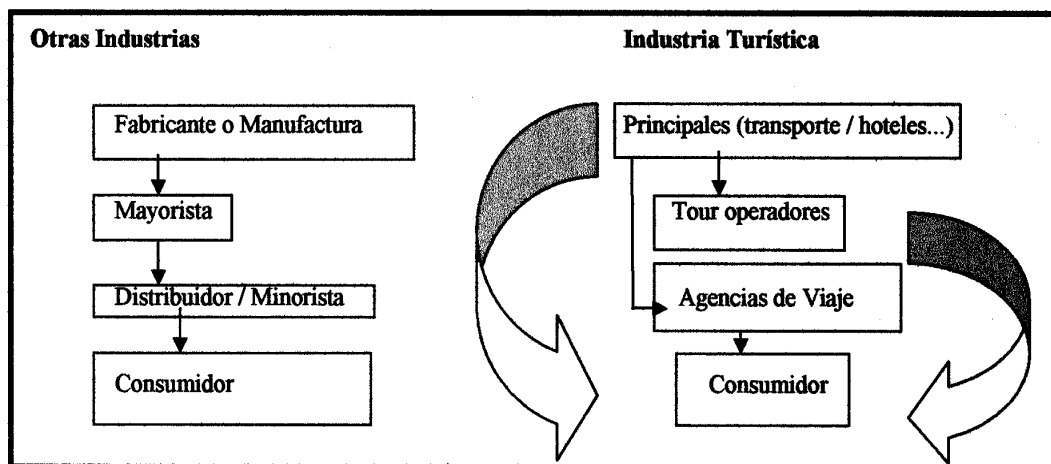 Otras Industrias
Fabricante o Manufactura
Mayorista
Distribuidor / Minorista
Consumidor
Industria Turística
Principales (transporte / hoteles...)
Tour operadores
Agencias de Viaje
Consumidor